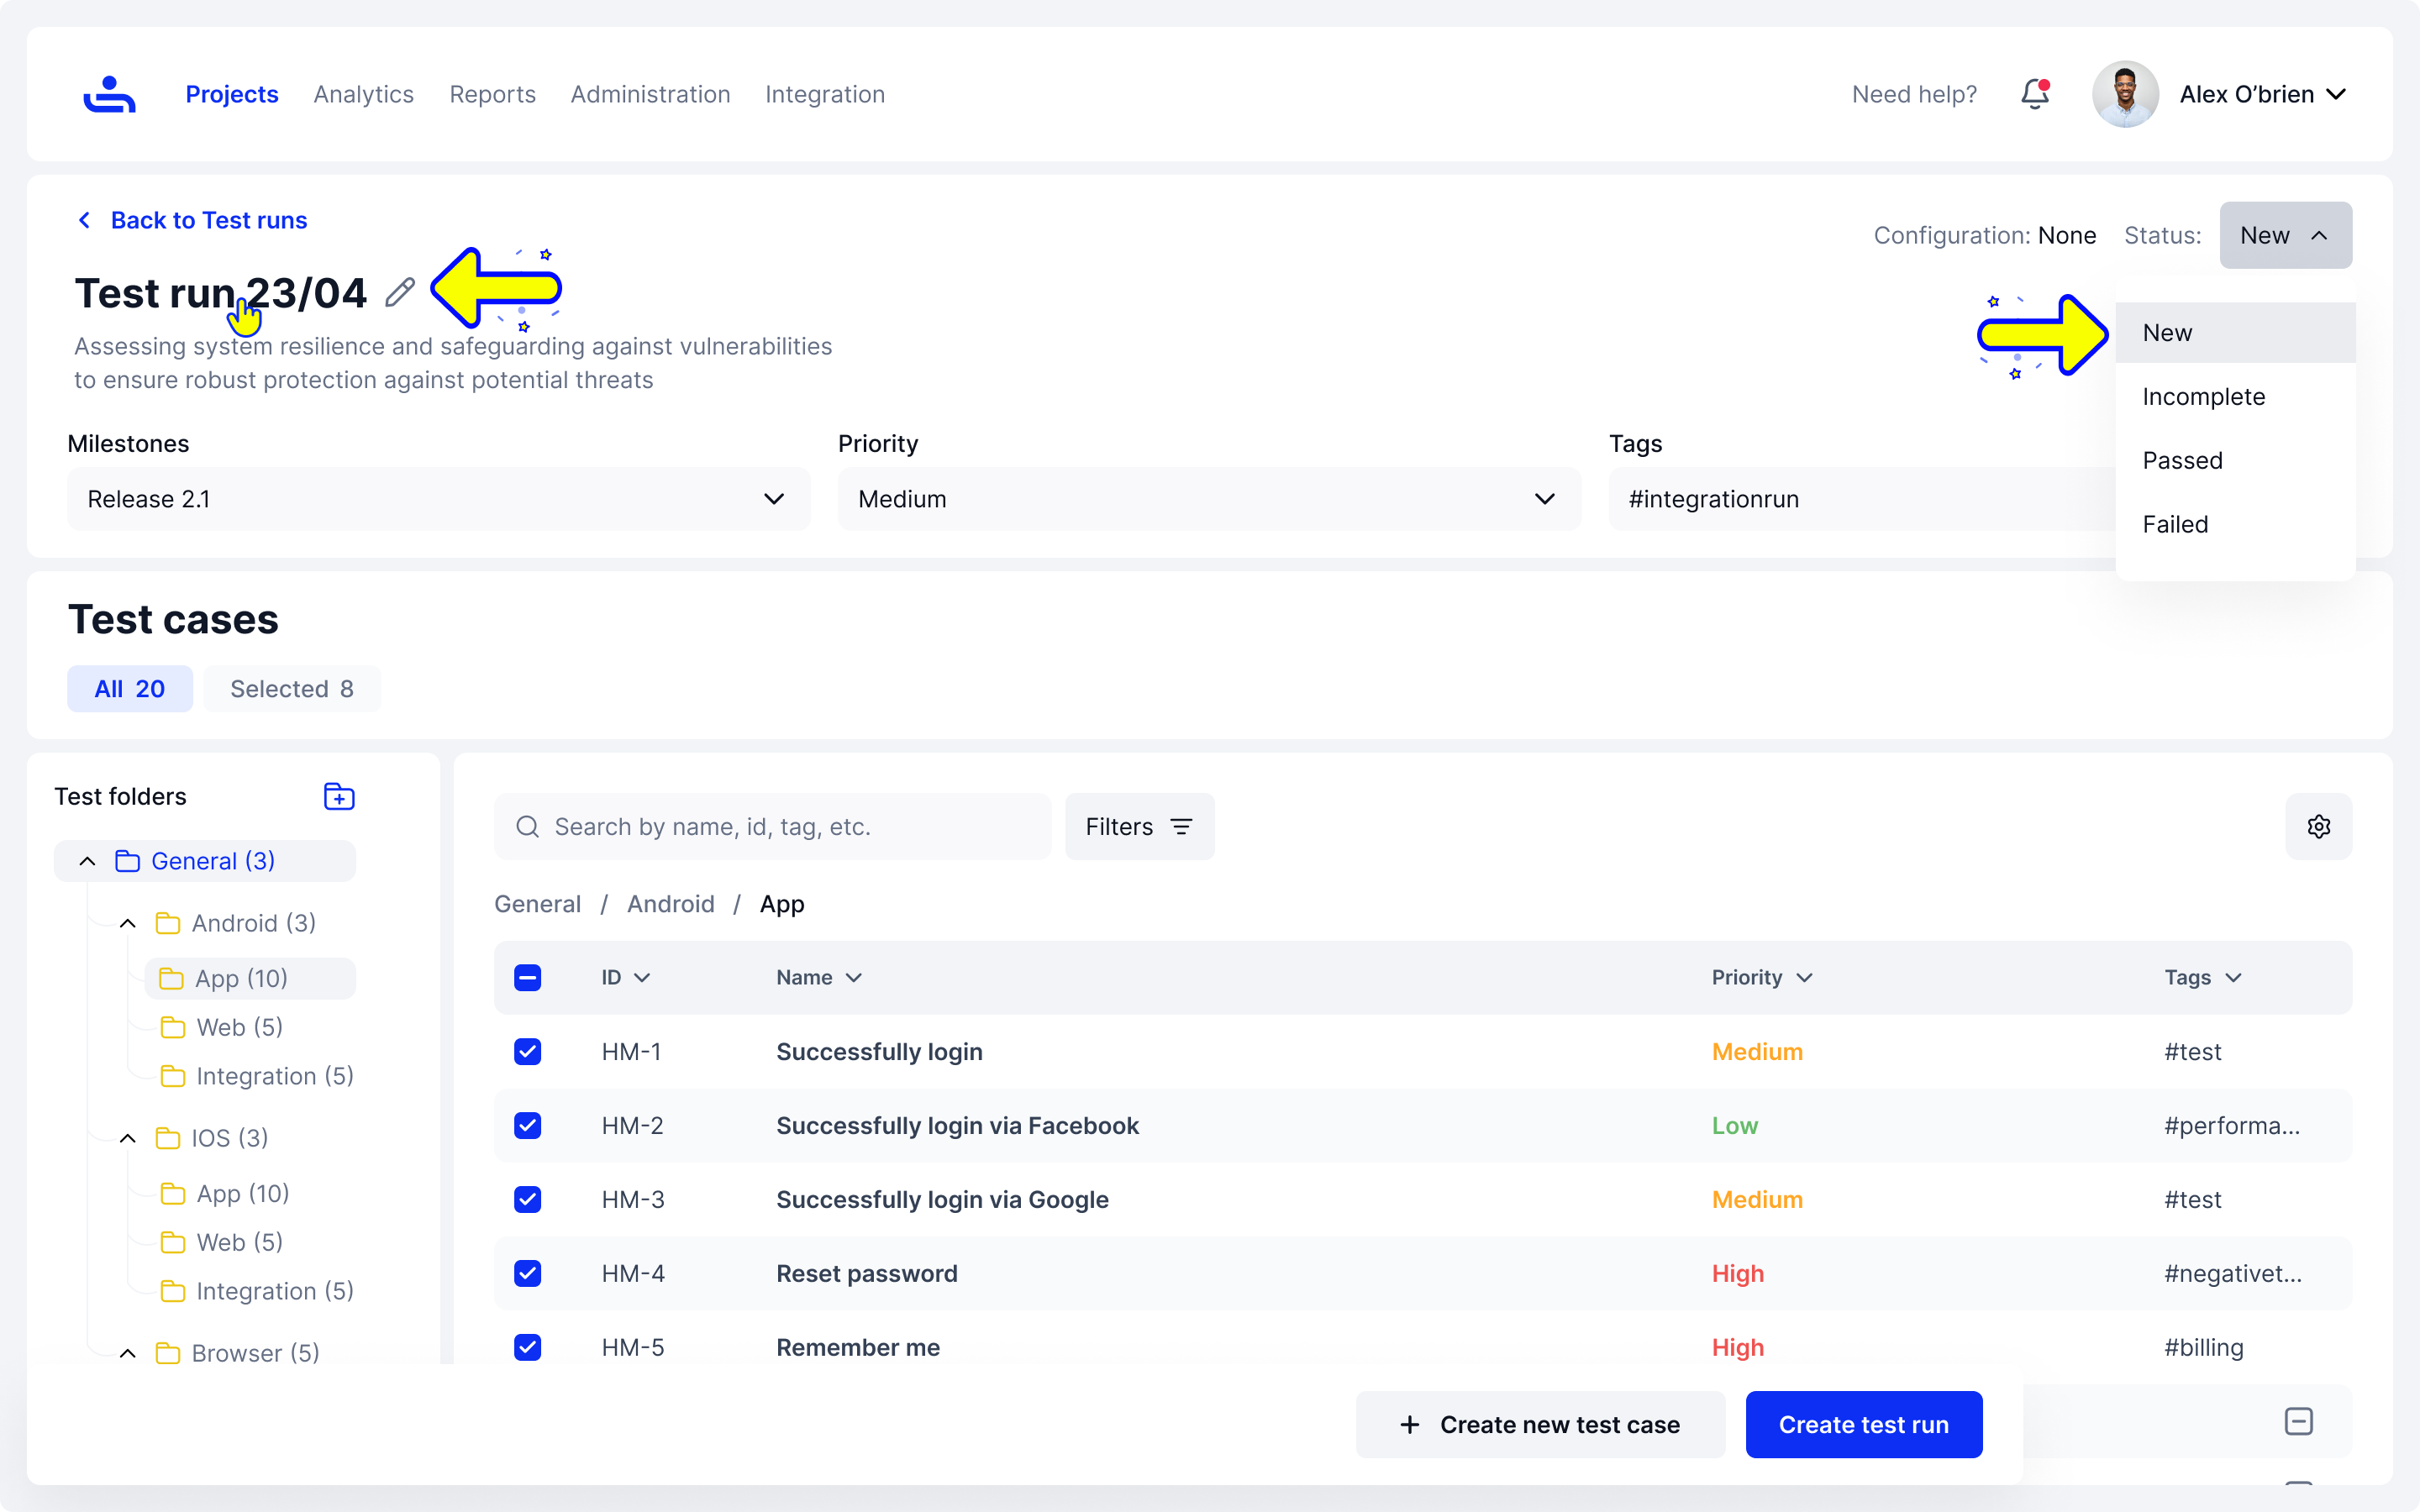 Projects Analytics Reports Administration Integration Need help? Alex O’brien
Back to Test runs
Configuration: None Status: New
Test run 23/04
Assessing system resilience and safeguarding against vulnerabilities
to ensure robust protection against potential threats
New
Incomplete
Passed
Failed
Milestones Priority Tags
Release 2.1 Medium #integrationrun
Test cases
All 20 Selected 8
Test folders
General (3)
Android (3)
App (10)
Web (5)
Integration (5)
IOS (3)
App (10)
Web (5)
Integration (5)
Browser (5)
Search by name, id, tag, etc. Filters
General / Android / App
ID Name Priority Tags
HM-1 Successfully login Medium #test
HM-2 Successfully login via Facebook Low #performa...
HM-3 Successfully login via Google Medium #test
HM-4 Reset password High #negativet...
HM-5 Remember me High #billing
+ Create new test case Create test run